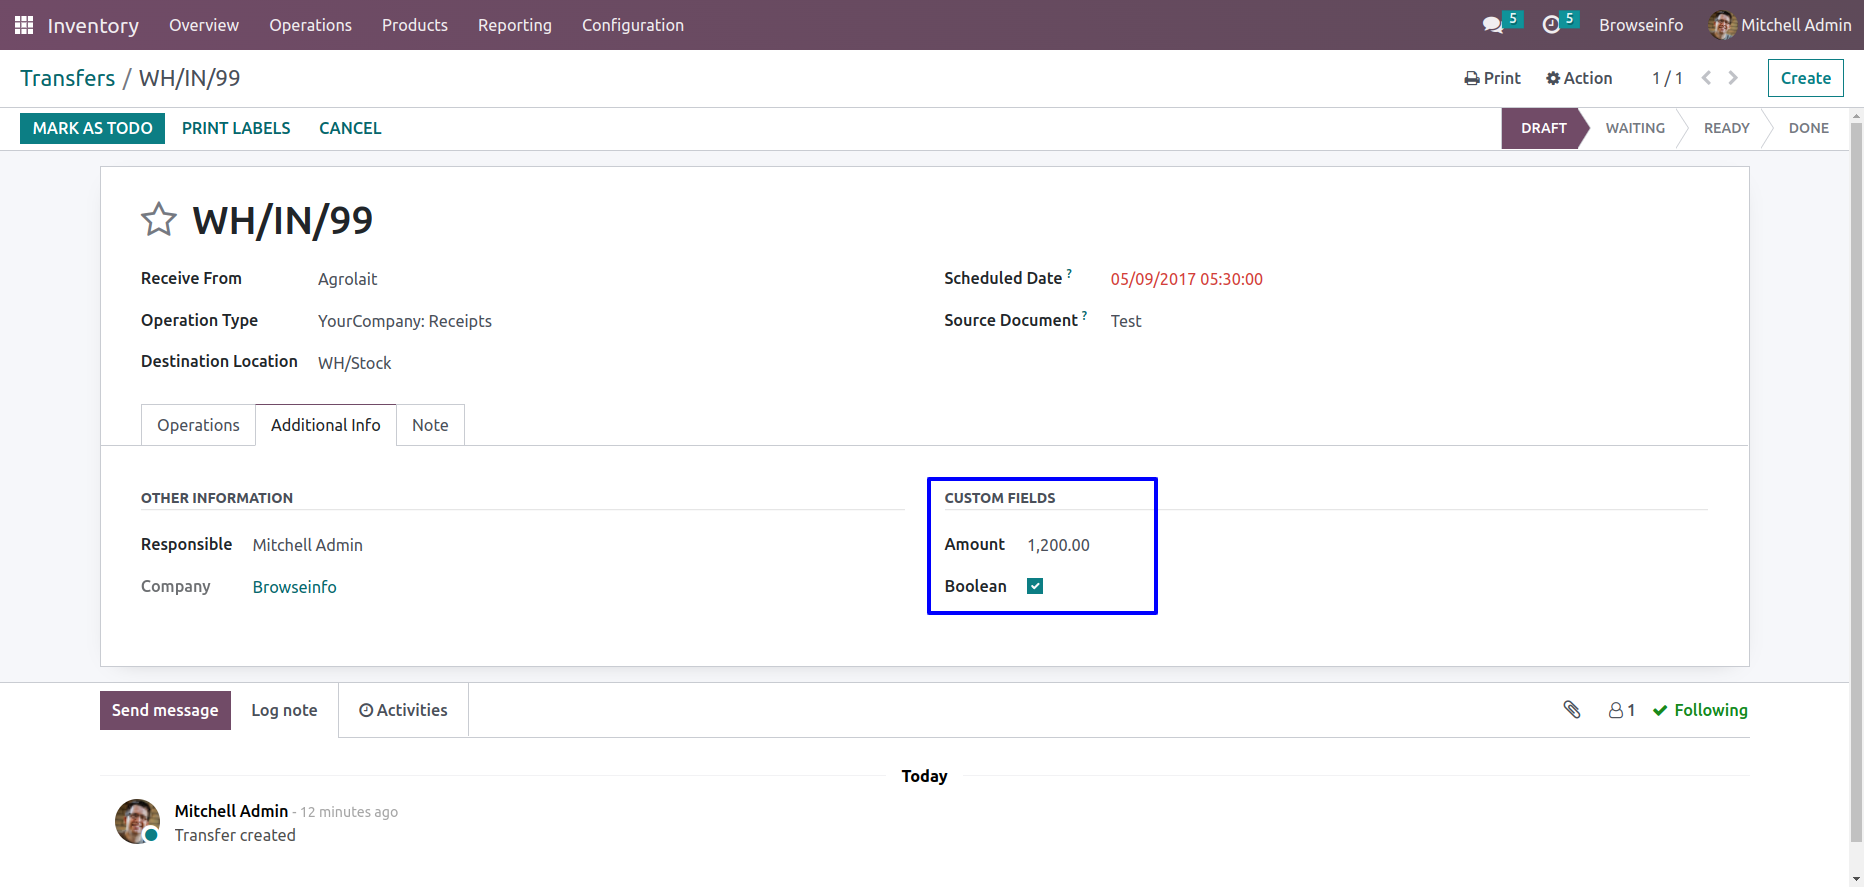 Inventory Overview Operations Products Reporting Configuration 5 5 Browseinfo Mitchell Admin
Transfers / WH/IN/99 Print Action 1 / 1 Create
MARK AS TODO PRINT LABELS CANCEL DRAFT WAITING READY DONE
WH/IN/99
Receive From Agrolait Scheduled Date ? 05/09/2017 05:30:00
Operation Type YourCompany: Receipts Source Document ? Test
Destination Location WH/Stock
Operations Additional Info Note
OTHER INFORMATION CUSTOM FIELDS
Responsible Mitchell Admin Amount 1,200.00
Company Browseinfo Boolean
Send message Log note Activities 1 Following
Today
Mitchell Admin - 12 minutes ago
Transfer created